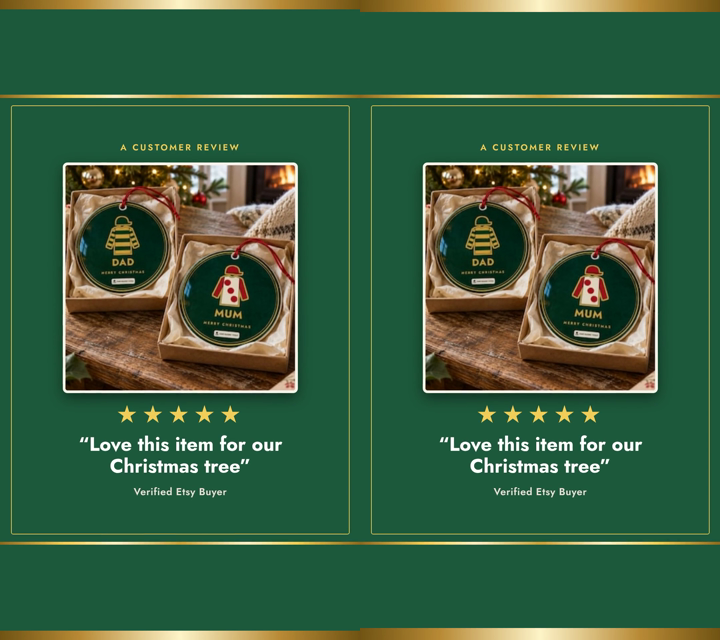 A CUSTOMER REVIEW
DAD
MERRY CHRISTMAS
MUM
MERRY CHRISTMAS
“Love this item for our
Christmas tree”
Verified Etsy Buyer
A CUSTOMER REVIEW
DAD
MERRY CHRISTMAS
MUM
MERRY CHRISTMAS
“Love this item for our
Christmas tree”
Verified Etsy Buyer